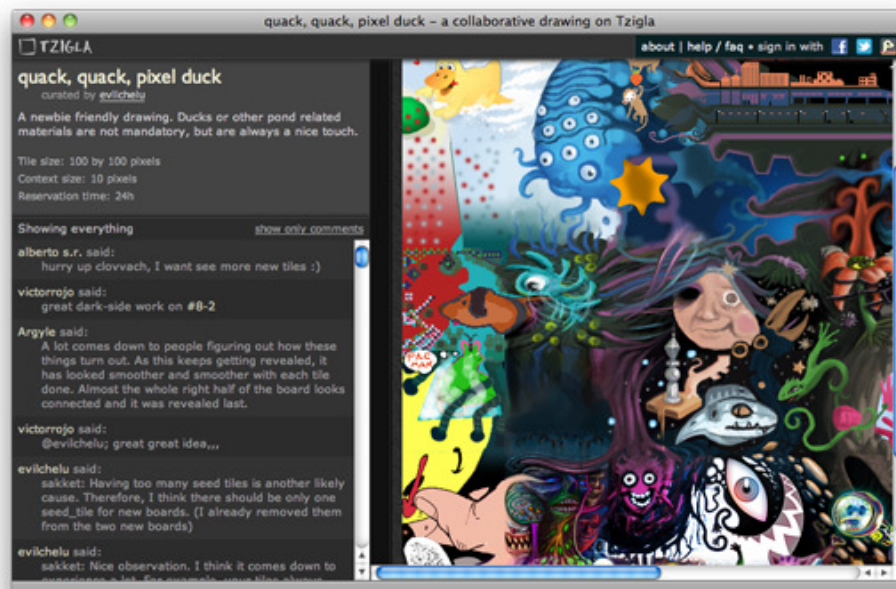 quack, quack, pixel duck – a collaborative drawing on Tzigla
TZIGLA
about | help / faq • sign in with
quack, quack, pixel duck
curated by evilchelu
A newbie friendly drawing. Ducks or other pond related
materials are not mandatory, but are always a nice touch.
Tile size: 100 by 100 pixels
Context size: 10 pixels
Reservation time: 24h
Showing everything
show only comments
alberto s.r. said:
hurry up clovvach, I want see more new tiles :)
victorrojo said:
great dark-side work on #8-2
Argyle said:
A lot comes down to people figuring out how these
things turn out. As this keeps getting revealed, it
has looked smoother and smoother with each tile
done. Almost the whole right half of the board looks
connected and it was revealed last.
victorrojo said:
@evilchelu; great great idea,,,
evilchelu said:
sakket: Having too many seed tiles is another likely
cause. Therefore, I think there should be only one
seed_tile for new boards. (I already removed them
from the two new boards)
evilchelu said:
sakket: Nice observation. I think it comes down to
experience a lot. For example, your tiles always
PAC
MAN